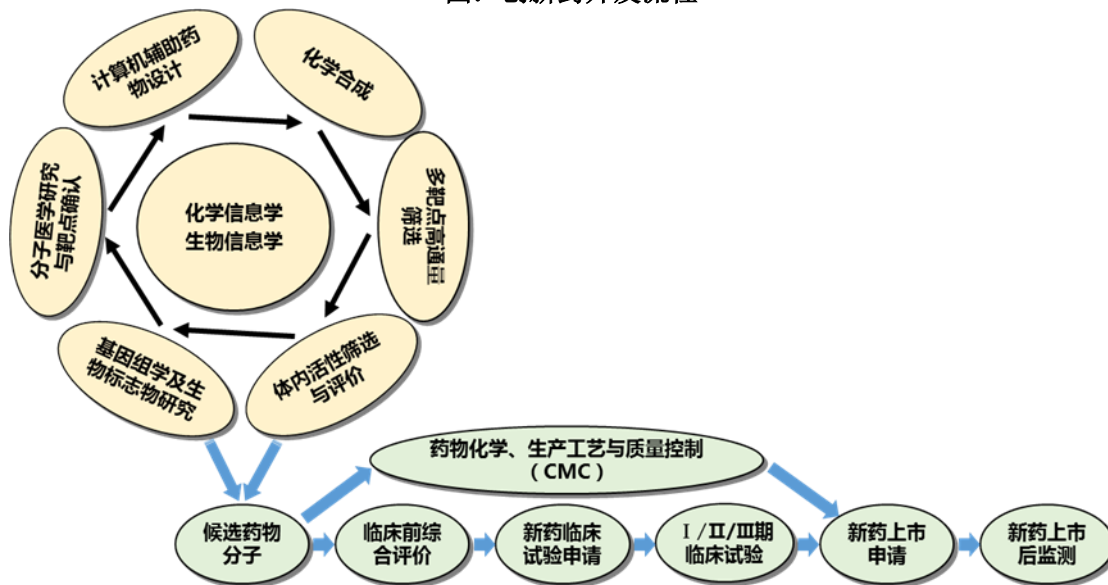 计算机辅助药
物设计
化学合成
分子医学研究
与靶点确认
化学信息学
生物信息学
多靶点高通量
筛选
基因组学及生
物标志物研究
体内活性筛选
与评价
药物化学、生产工艺与质量控制
（CMC）
候选药物
分子
临床前综
合评价
新药临床
试验申请
Ⅰ/Ⅱ/Ⅲ期
临床试验
新药上市
申请
新药上市
后监测